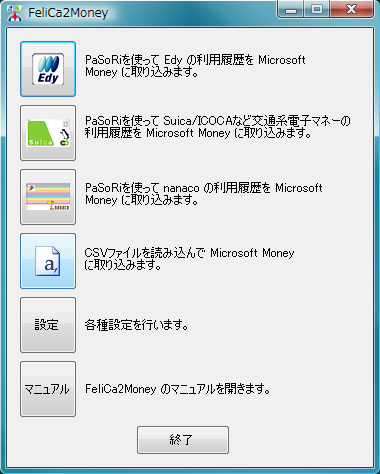 FeliCa2Money
Edy
PaSoRiを使って Edy の利用履歴を Microsoft
Money に取り込みます。
Suica
PaSoRiを使って Suica/ICOCAなど交通系電子マネーの
利用履歴を Microsoft Money に取り込みます。
nanaco
PaSoRiを使って nanaco の利用履歴を Microsoft
Money に取り込みます。
a,
CSVファイルを読み込んで Microsoft Money
に取り込みます。
設定
各種設定を行います。
マニュアル
FeliCa2Money のマニュアルを開きます。
終了